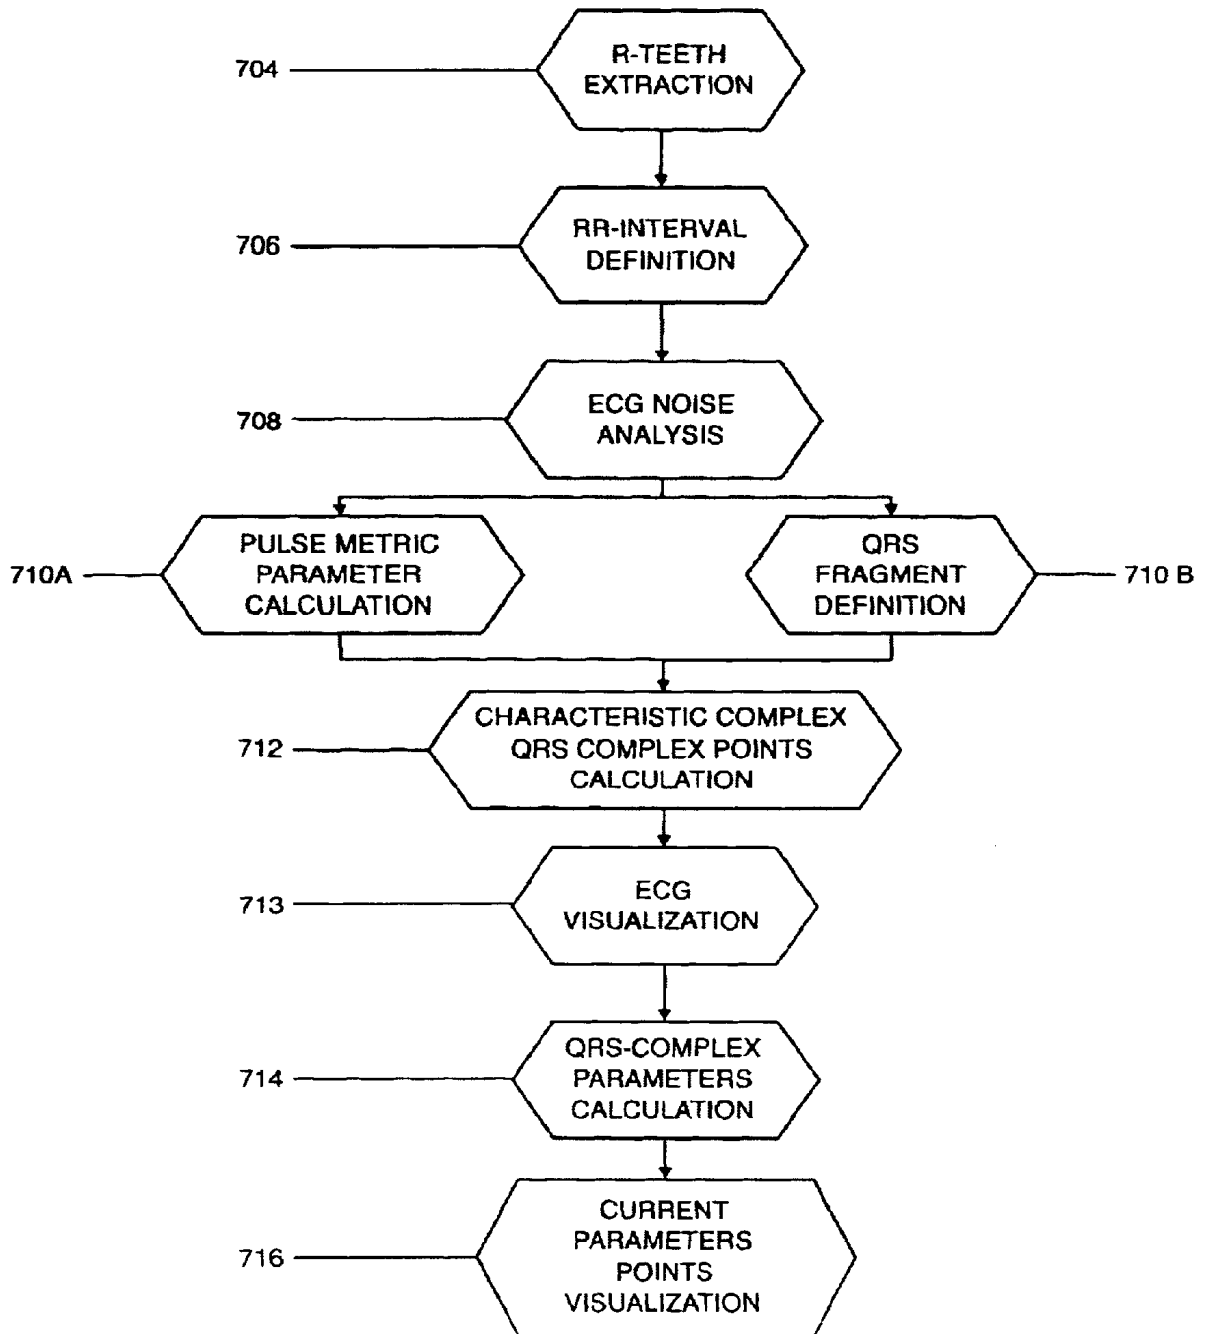 704
R-TEETH
EXTRACTION
706
RR-INTERVAL
DEFINITION
708
ECG NOISE
ANALYSIS
710A
PULSE METRIC
PARAMETER
CALCULATION
QRS
FRAGMENT
DEFINITION
710 B
712
CHARACTERISTIC COMPLEX
QRS COMPLEX POINTS
CALCULATION
713
ECG
VISUALIZATION
714
QRS-COMPLEX
PARAMETERS
CALCULATION
716
CURRENT
PARAMETERS
POINTS
VISUALIZATION